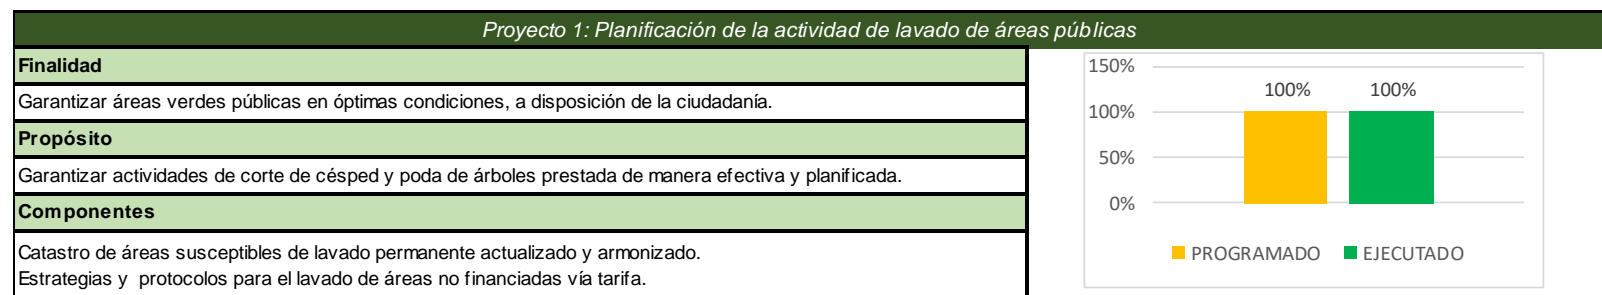 Proyecto 1: Planificación de la actividad de lavado de áreas públicas
Finalidad
Garantizar áreas verdes públicas en óptimas condiciones, a disposición de la ciudadanía.
Propósito
Garantizar actividades de corte de césped y poda de árboles prestada de manera efectiva y planificada.
Componentes
Catastro de áreas susceptibles de lavado permanente actualizado y armonizado.
Estrategias y protocolos para el lavado de áreas no financiadas vía tarifa.
150%
100% 100%
100%
50%
0%
PROGRAMADO EJECUTADO